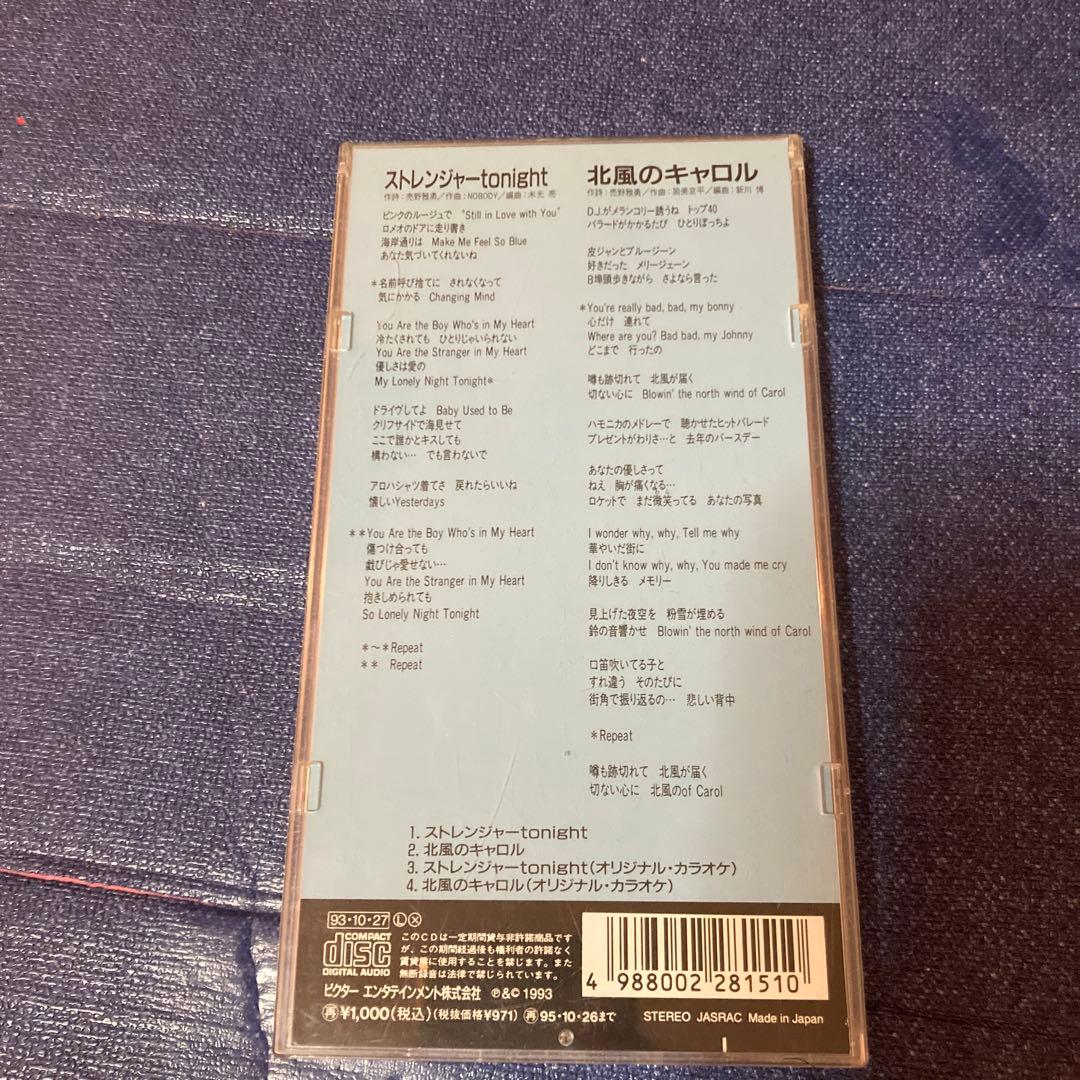 ストレンジャーtonight
作詩:売野雅勇/作曲:NOBODY/編曲:米光 亮
ピンクのルージュで "Still in Love with You"
ロメオのドアに走り書き
海岸通りは Make Me Feel So Blue
あなた気づいてくれないね
*名前呼び捨てに されなくなって
気にかかる Changing Mind
You Are the Boy Who's in My Heart
冷たくされても ひとりじゃいられない
You Are the Stranger in My Heart
優しさは愛の
My Lonely Night Tonight*
ドライヴしてよ Baby Used to Be
クリフサイドで海見せて
ここで誰かとキスしても
構わない… でも言わないで
アロハシャツ着てさ 戻れたらいいね
懐しいYesterdays
**You Are the Boy Who's in My Heart
傷つけ合っても
戯びじゃ愛せない…
You Are the Stranger in My Heart
抱きしめられても
So Lonely Night Tonight
*〜*Repeat
** Repeat
北風のキャロル
作詩:売野雅勇/作曲:筒美京平/編曲:新川 博
D.J.がメランコリー誘うね トップ40
バラードがかかるたび ひとりぼっちよ
皮ジャンとブルージーン
好きだった メリージェーン
B埠頭歩きながら さよなら言った
*You're really bad, bad, my bonny
心だけ 連れて
Where are you? Bad bad, my Johnny
どこまで 行ったの
噂も跡切れて 北風が届く
切ない心に Blowin' the north wind of Carol
ハモニカのメドレーで 聴かせたヒットパレード
プレゼントがわりさ…と 去年のバースデー
あなたの優しさって
ねえ 胸が痛くなる…
ロケットで まだ微笑ってる あなたの写真
I wonder why, why, Tell me why
華やいだ街に
I don't know why, why, You made me cry
降りしきる メモリー
見上げた夜空を 粉雪が埋める
鈴の音響かせ Blowin' the north wind of Carol
口笛吹いてる子と
すれ違う そのたびに
街角で振り返るの… 悲しい背中
*Repeat
噂も跡切れて 北風が届く
切ない心に 北風のof Carol
1. ストレンジャーtonight
2. 北風のキャロル
3. ストレンジャーtonight(オリジナル・カラオケ)
4. 北風のキャロル(オリジナル・カラオケ)
93・10・27 Ⓛ Ⓧ
COMPACT
disc
DIGITAL AUDIO
このCDは一定期間貸与非許諾商品です
が、この期間経過後も権利者の許諾なく
賃貸業に使用することを禁じます。また
無断録音は法律で禁じられています。
ビクター エンタテインメント株式会社 ℗&© 1993
再¥1,000(税込)(税抜価格¥971) 再95・10・26まで
4 988002 281510
STEREO JASRAC Made in Japan